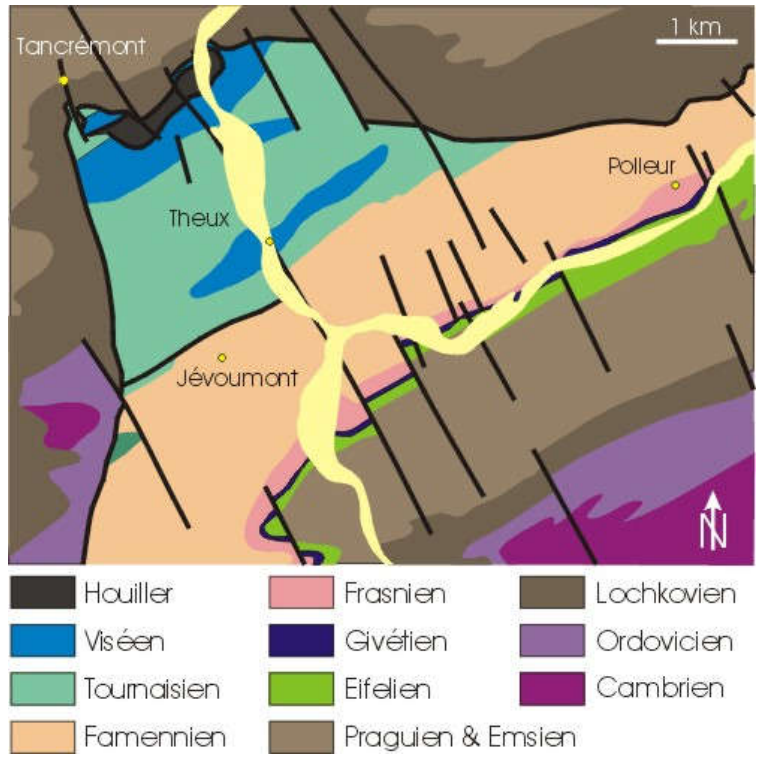 1 km
Tancrémont
Polleur
Theux
Jévoumont
N
Houiller
Frasnien
Lochkovien
Viséen
Givétien
Ordovicien
Tournaisien
Eifelien
Cambrien
Famennien
Praguien & Emsien